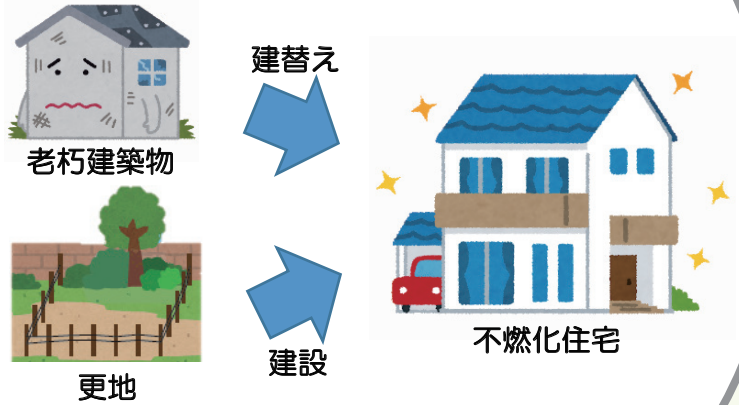 建替え
老朽建築物
不燃化住宅
建設
更地